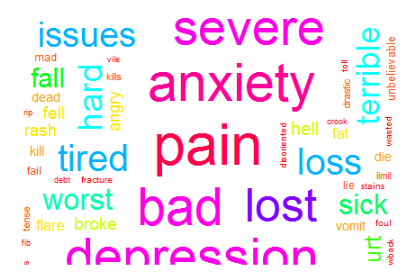 issues severe
mad vile toll
fall kills terrible
hard anxiety drastic unbelievable
dead angry
rip fell crook wasted
rash hell fat
pain disoriented
kill tired loss die
fail
debt fracture limit
lie stains
worst bad lost sick
tense flare broke vomit foul
fib depression
s urt wback